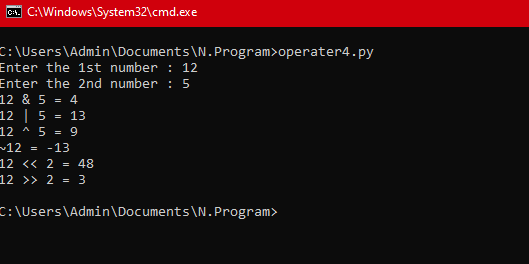 C:\Windows\System32\cmd.exe
C:\Users\Admin\Documents\N.Program>operater4.py
Enter the 1st number : 12
Enter the 2nd number : 5
12 & 5 = 4
12 | 5 = 13
12 ^ 5 = 9
~12 = -13
12 << 2 = 48
12 >> 2 = 3
C:\Users\Admin\Documents\N.Program>